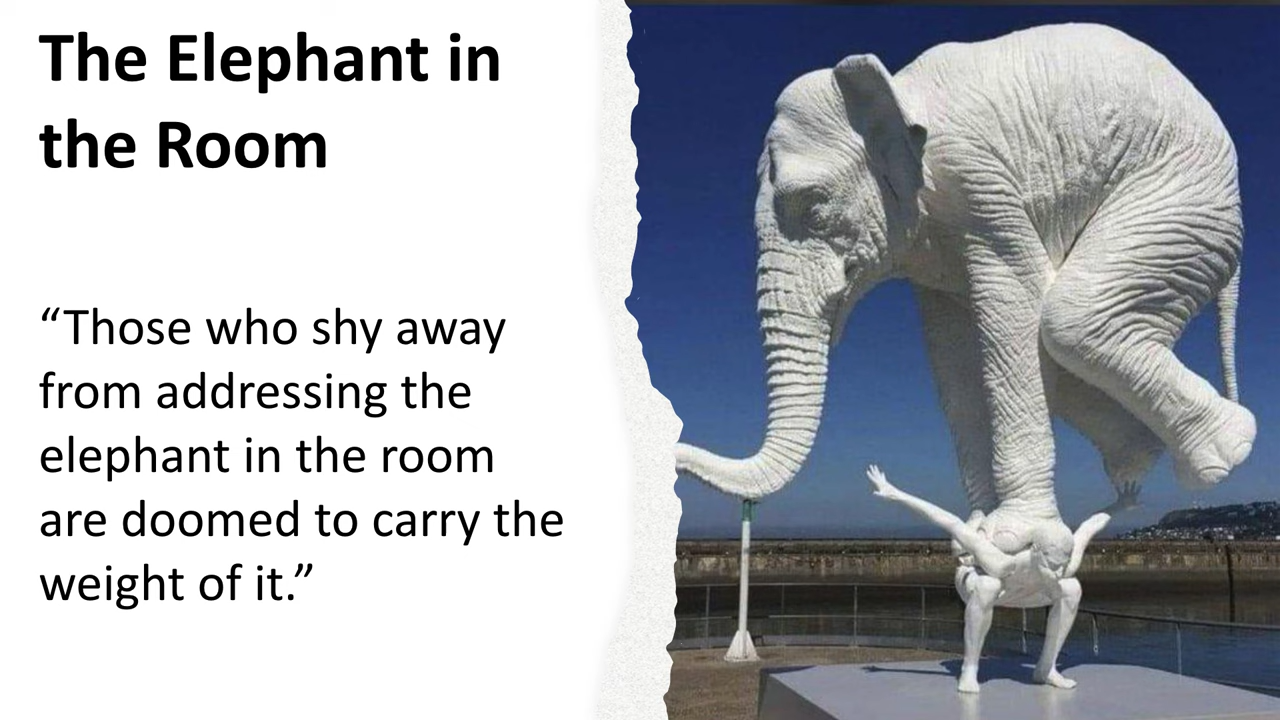 The Elephant in
the Room
“Those who shy away
from addressing the
elephant in the room
are doomed to carry the
weight of it.”